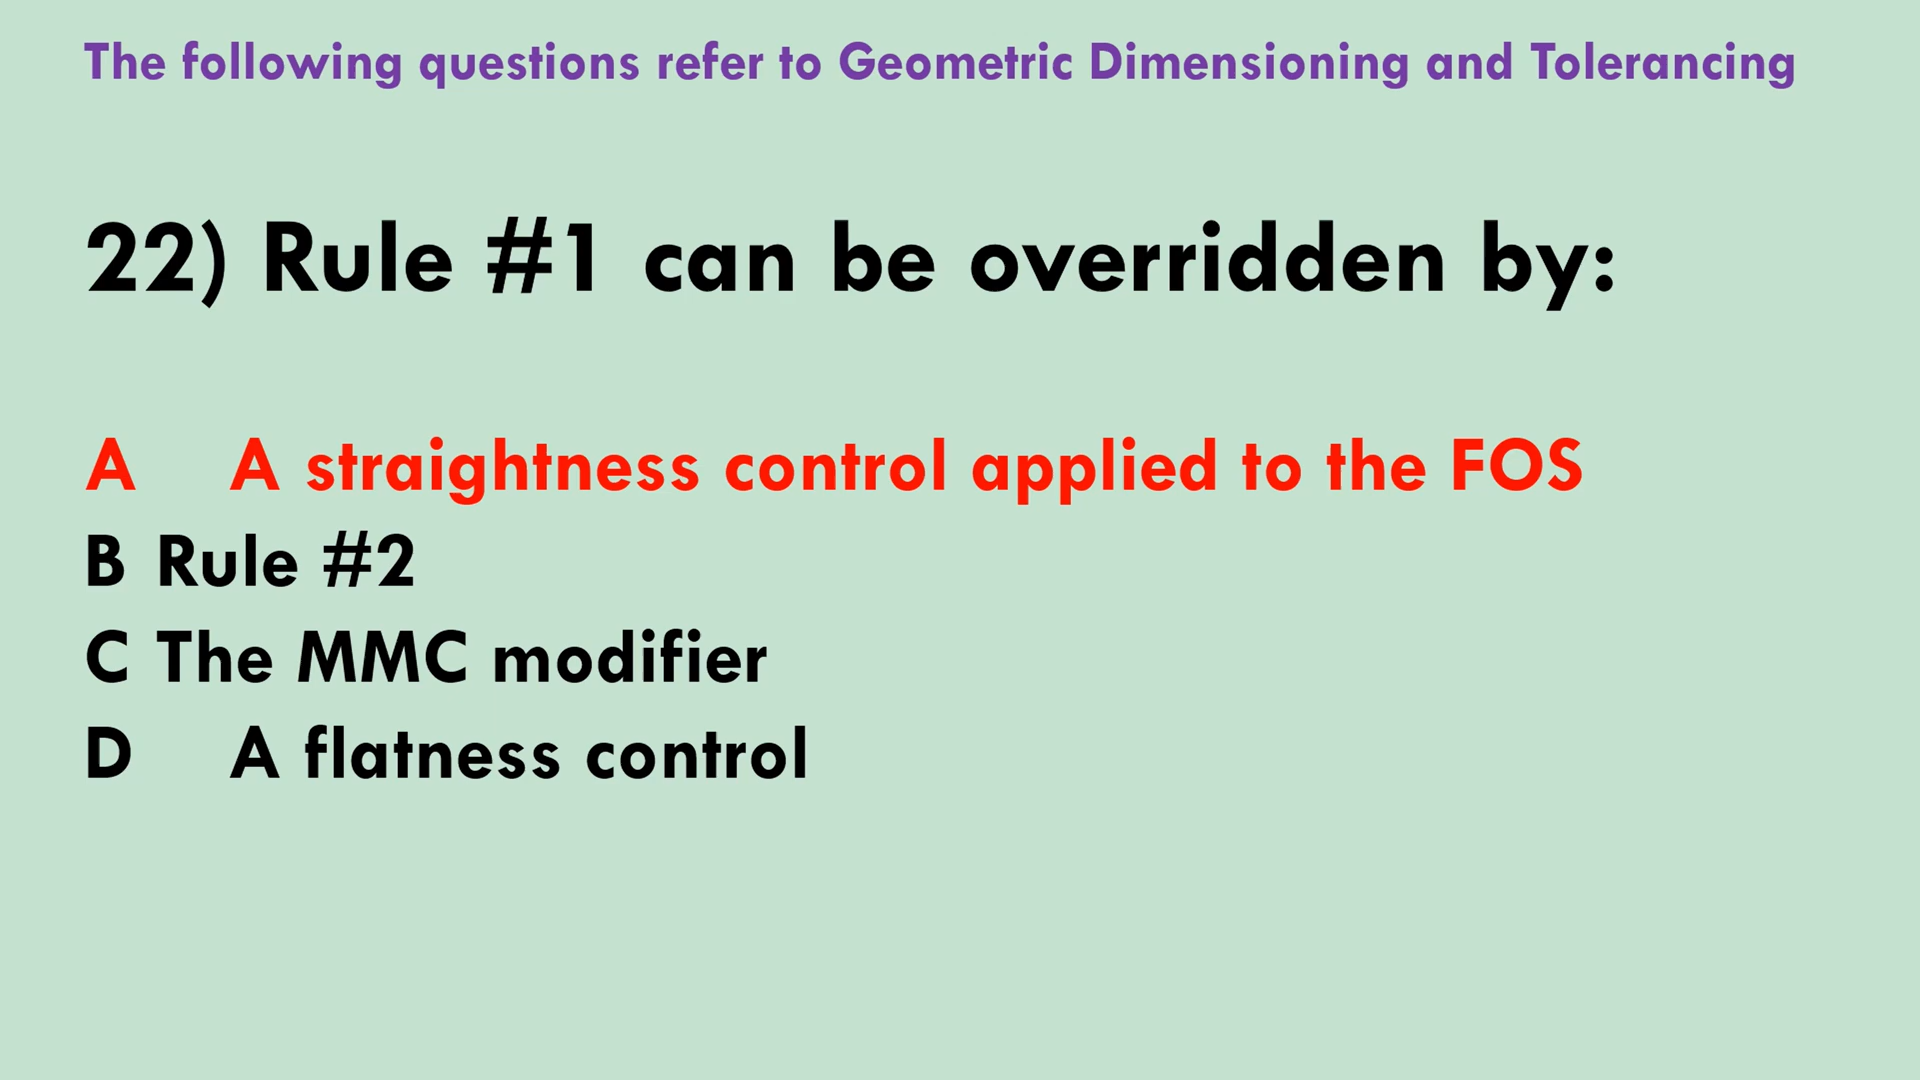 The following questions refer to Geometric Dimensioning and Tolerancing
22) Rule #1 can be overridden by:
A A straightness control applied to the FOS
B Rule #2
C The MMC modifier
D A flatness control